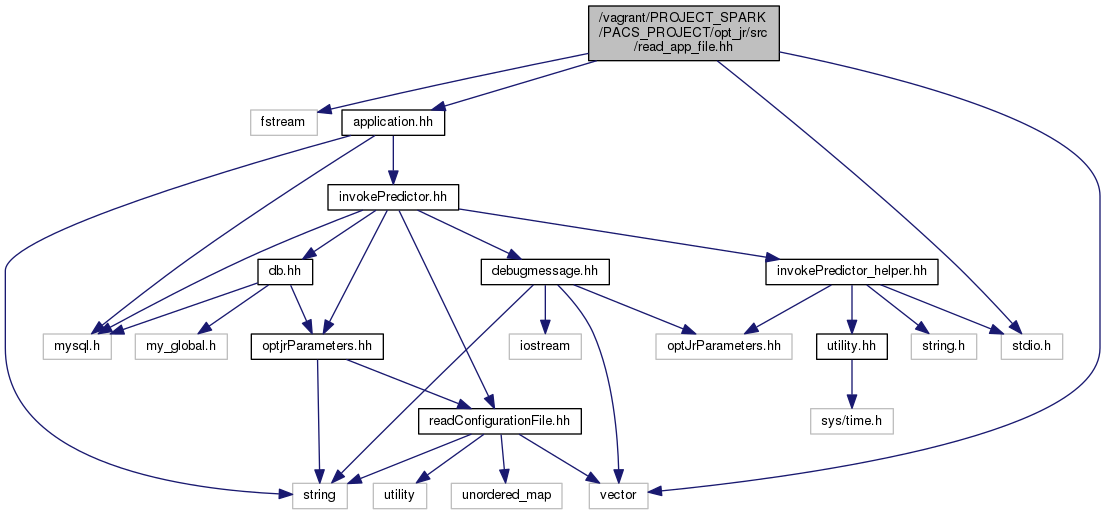 /vagrant/PROJECT_SPARK
/PACS_PROJECT/opt_jr/src
/read_app_file.hh
fstream
application.hh
invokePredictor.hh
db.hh
debugmessage.hh
invokePredictor_helper.hh
mysql.h
my_global.h
optjrParameters.hh
iostream
optJrParameters.hh
utility.hh
string.h
stdio.h
readConfigurationFile.hh
sys/time.h
string
utility
unordered_map
vector